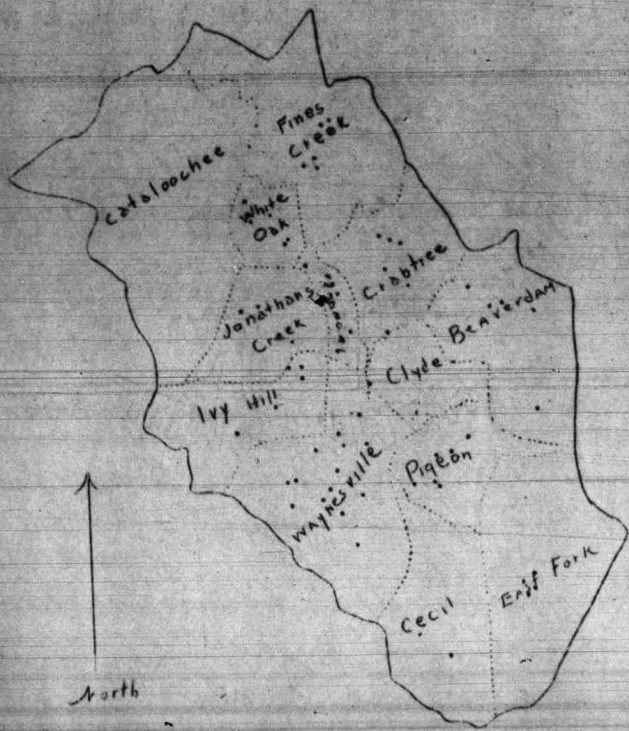 Fines
Creek
Cataloochee
White
Oak
Crabtree
Jonathans
Creek
Beaverdam
Clyde
Ivy Hill
Pigeon
Waynesville
East Fork
Cecil
North